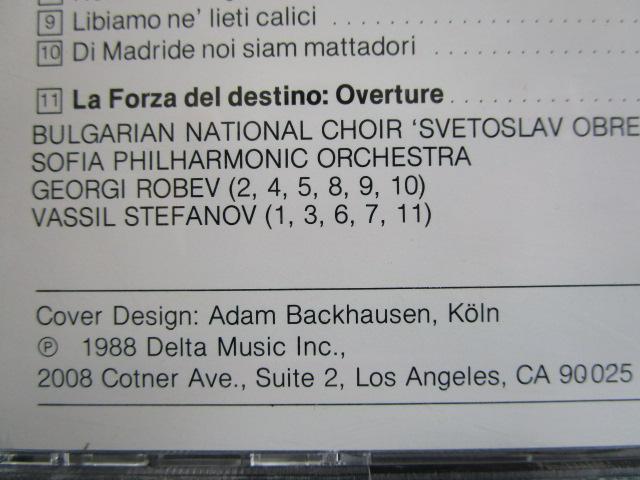 9 Libiamo ne' lieti calici ....................
10 Di Madride noi siam mattadori ....................
11 La Forza del destino: Overture ....................
BULGARIAN NATIONAL CHOIR 'SVETOSLAV OBRE
SOFIA PHILHARMONIC ORCHESTRA
GEORGI ROBEV (2, 4, 5, 8, 9, 10)
VASSIL STEFANOV (1, 3, 6, 7, 11)
Cover Design: Adam Backhausen, Köln
℗ 1988 Delta Music Inc.,
2008 Cotner Ave., Suite 2, Los Angeles, CA 90025